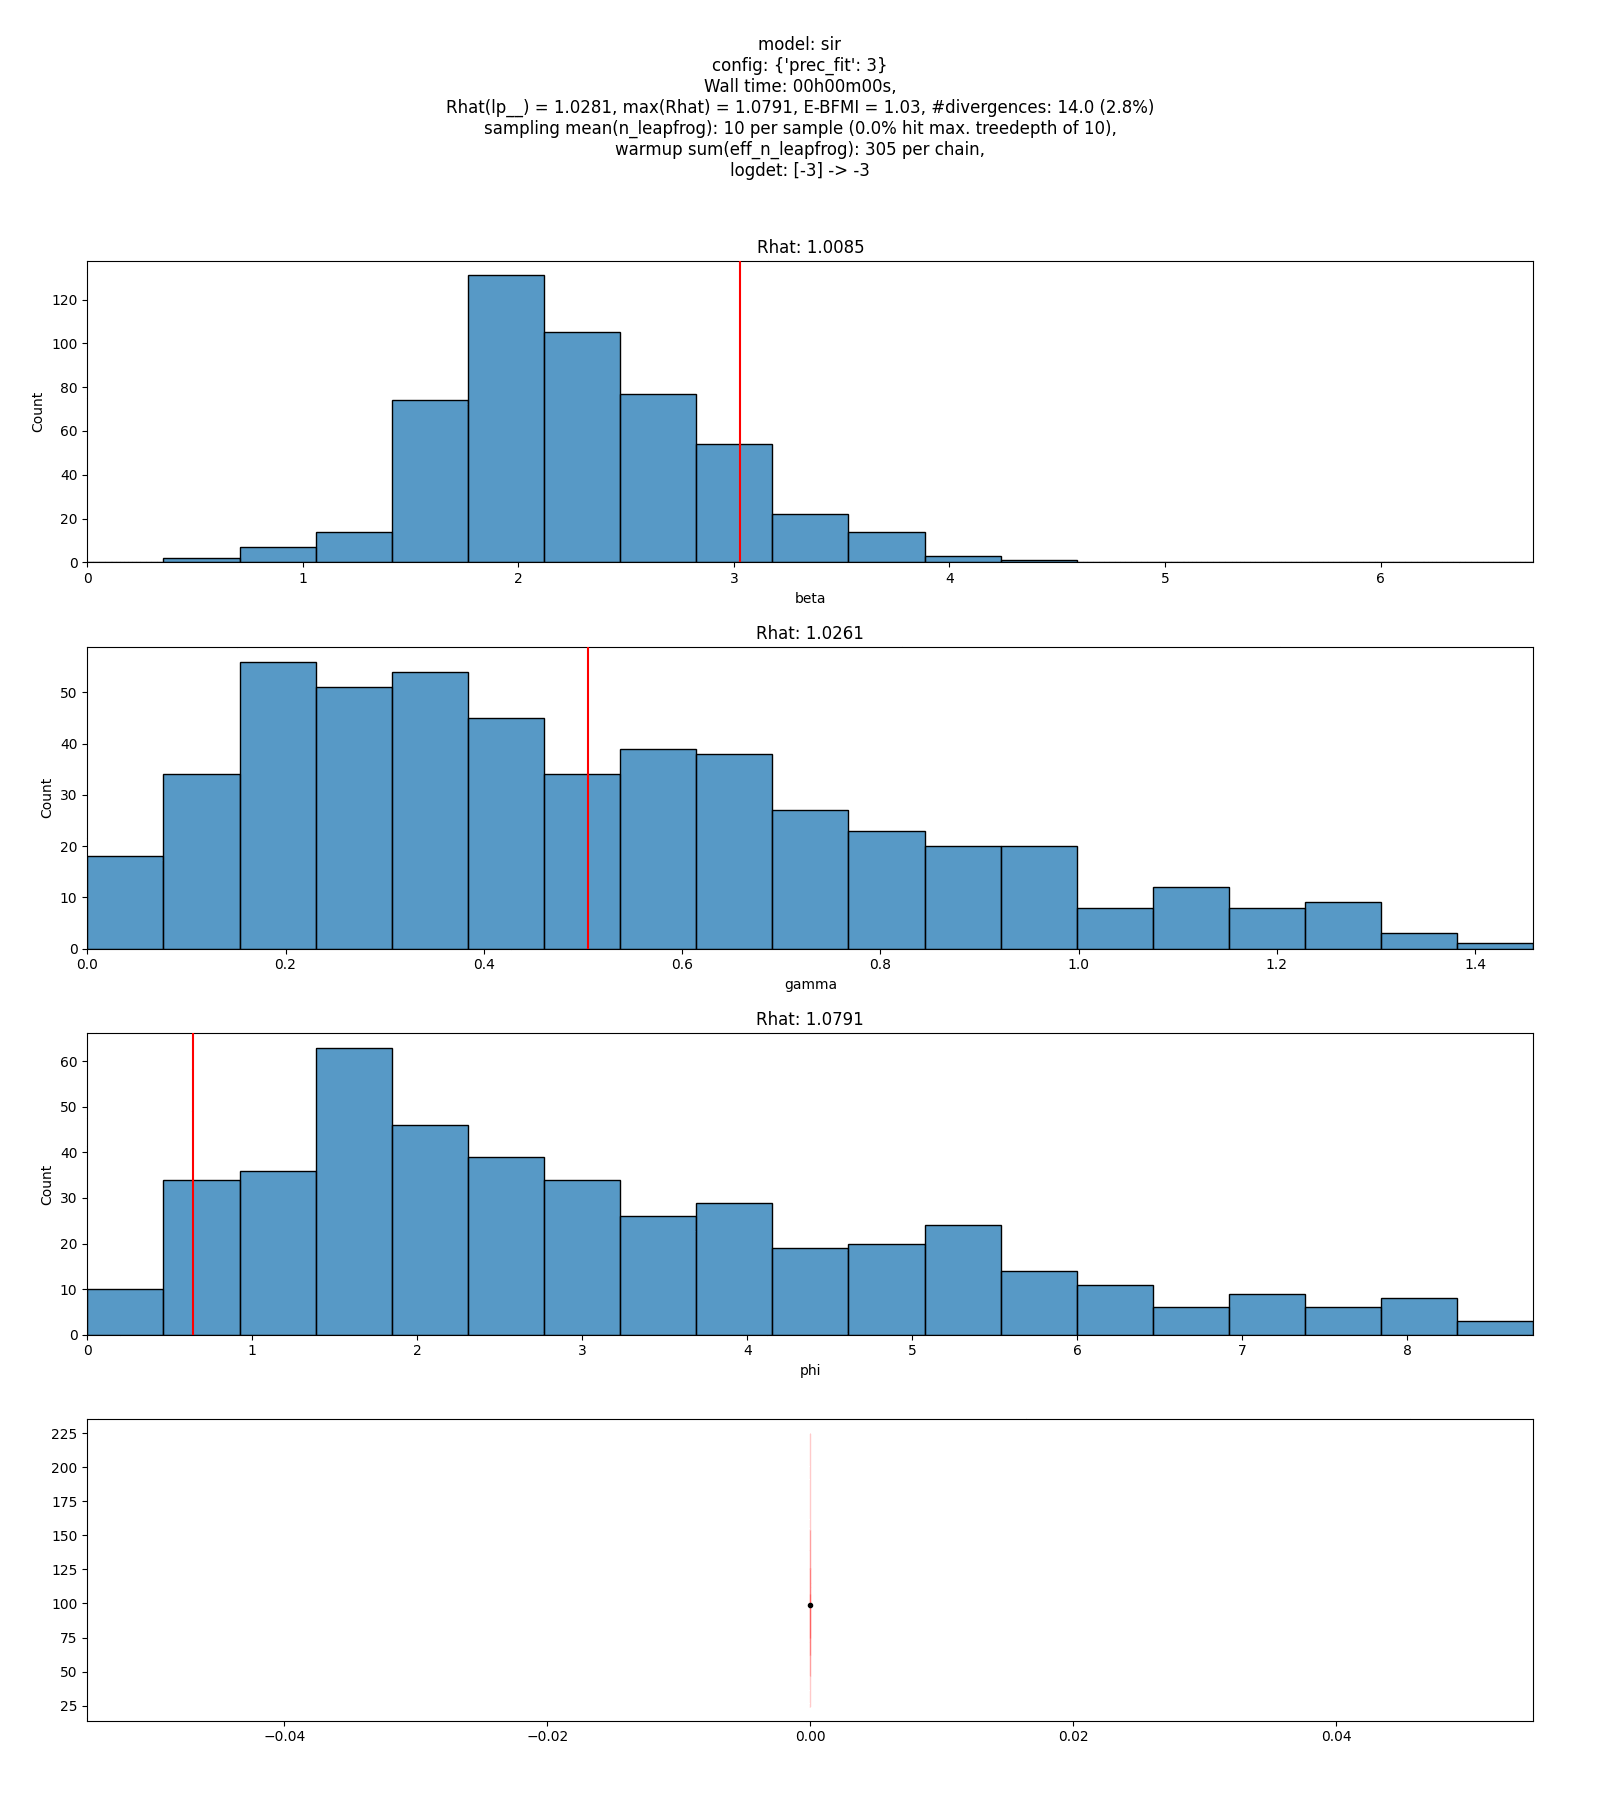 model: sir
config: {'prec_fit': 3}
Wall time: 00h00m00s,
Rhat(lp__) = 1.0281, max(Rhat) = 1.0791, E-BFMI = 1.03, #divergences: 14.0 (2.8%)
sampling mean(n_leapfrog): 10 per sample (0.0% hit max. treedepth of 10),
warmup sum(eff_n_leapfrog): 305 per chain,
logdet: [-3] -> -3
Rhat: 1.0085
120
100
80
60
40
20
0
Count
0 1 2 3 4 5 6
beta
Rhat: 1.0261
50
40
30
20
10
0
Count
0.0 0.2 0.4 0.6 0.8 1.0 1.2 1.4
gamma
Rhat: 1.0791
60
50
40
30
20
10
0
Count
0 1 2 3 4 5 6 7 8
phi
225
200
175
150
125
100
75
50
25
−0.04 −0.02 0.00 0.02 0.04